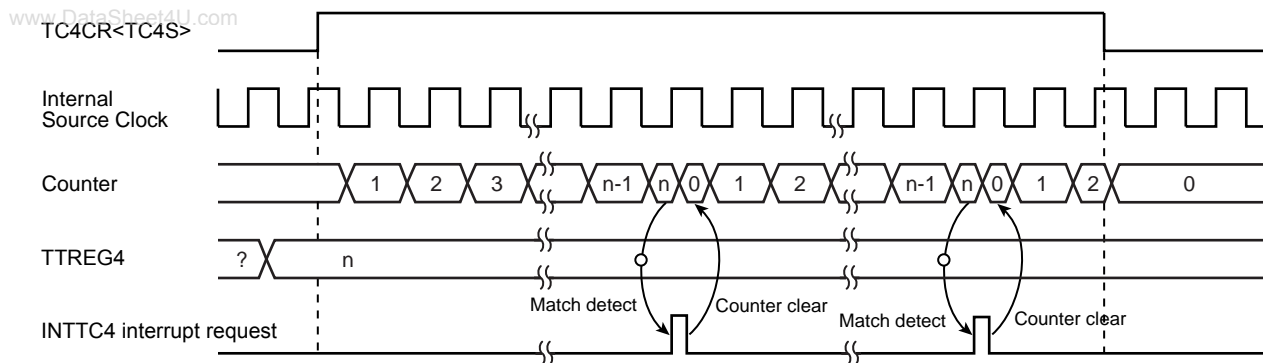 www.DataSheet4U.com
TC4CR<TC4S>
Internal
Source Clock
Counter
1 2 3 n-1 n 0 1 2 n-1 n 0 1 2 0
TTREG4
? n
Match detect Counter clear Match detect Counter clear
INTTC4 interrupt request